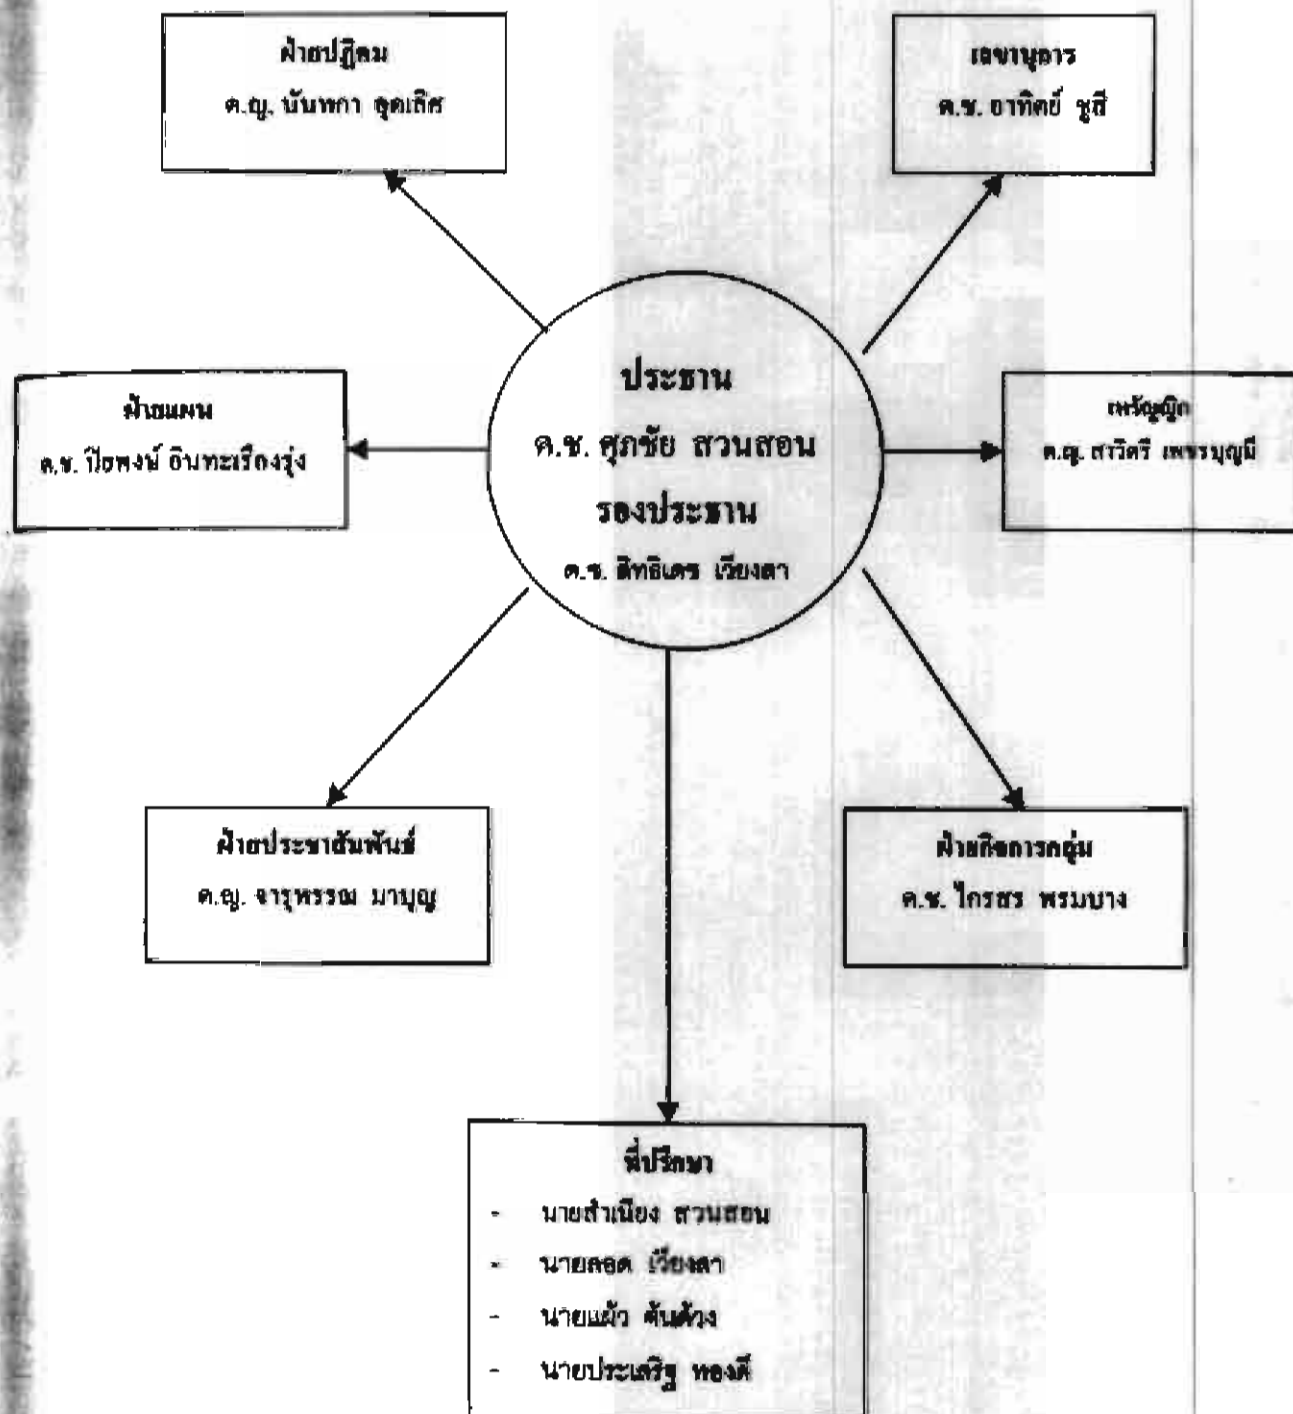 ฝ่ายปฏิคม
ด.ญ. นันทกา สุดเลิศ
เลขานุการ
ด.ช. อาทิตย์ ชูสี
ประธาน
ด.ช. ศุภชัย สวนสอน
รองประธาน
ด.ช. สิทธิเดช เวียงลา
ฝ่ายแผน
ด.ช. ปิยพงษ์ อินทะเรืองรุ่ง
เหรัญญิก
ด.ญ. สาวิตรี เพชรบุญมี
ฝ่ายประชาสัมพันธ์
ด.ญ. จารุพรรณ มาบุญ
ฝ่ายกิจการกลุ่ม
ด.ช. ไกรสร พรมบาง
ที่ปรึกษา
- นายสำเนียง สวนสอน
- นายลอด เวียงลา
- นายแผ้ว
- นายประเสริฐ ทองดี